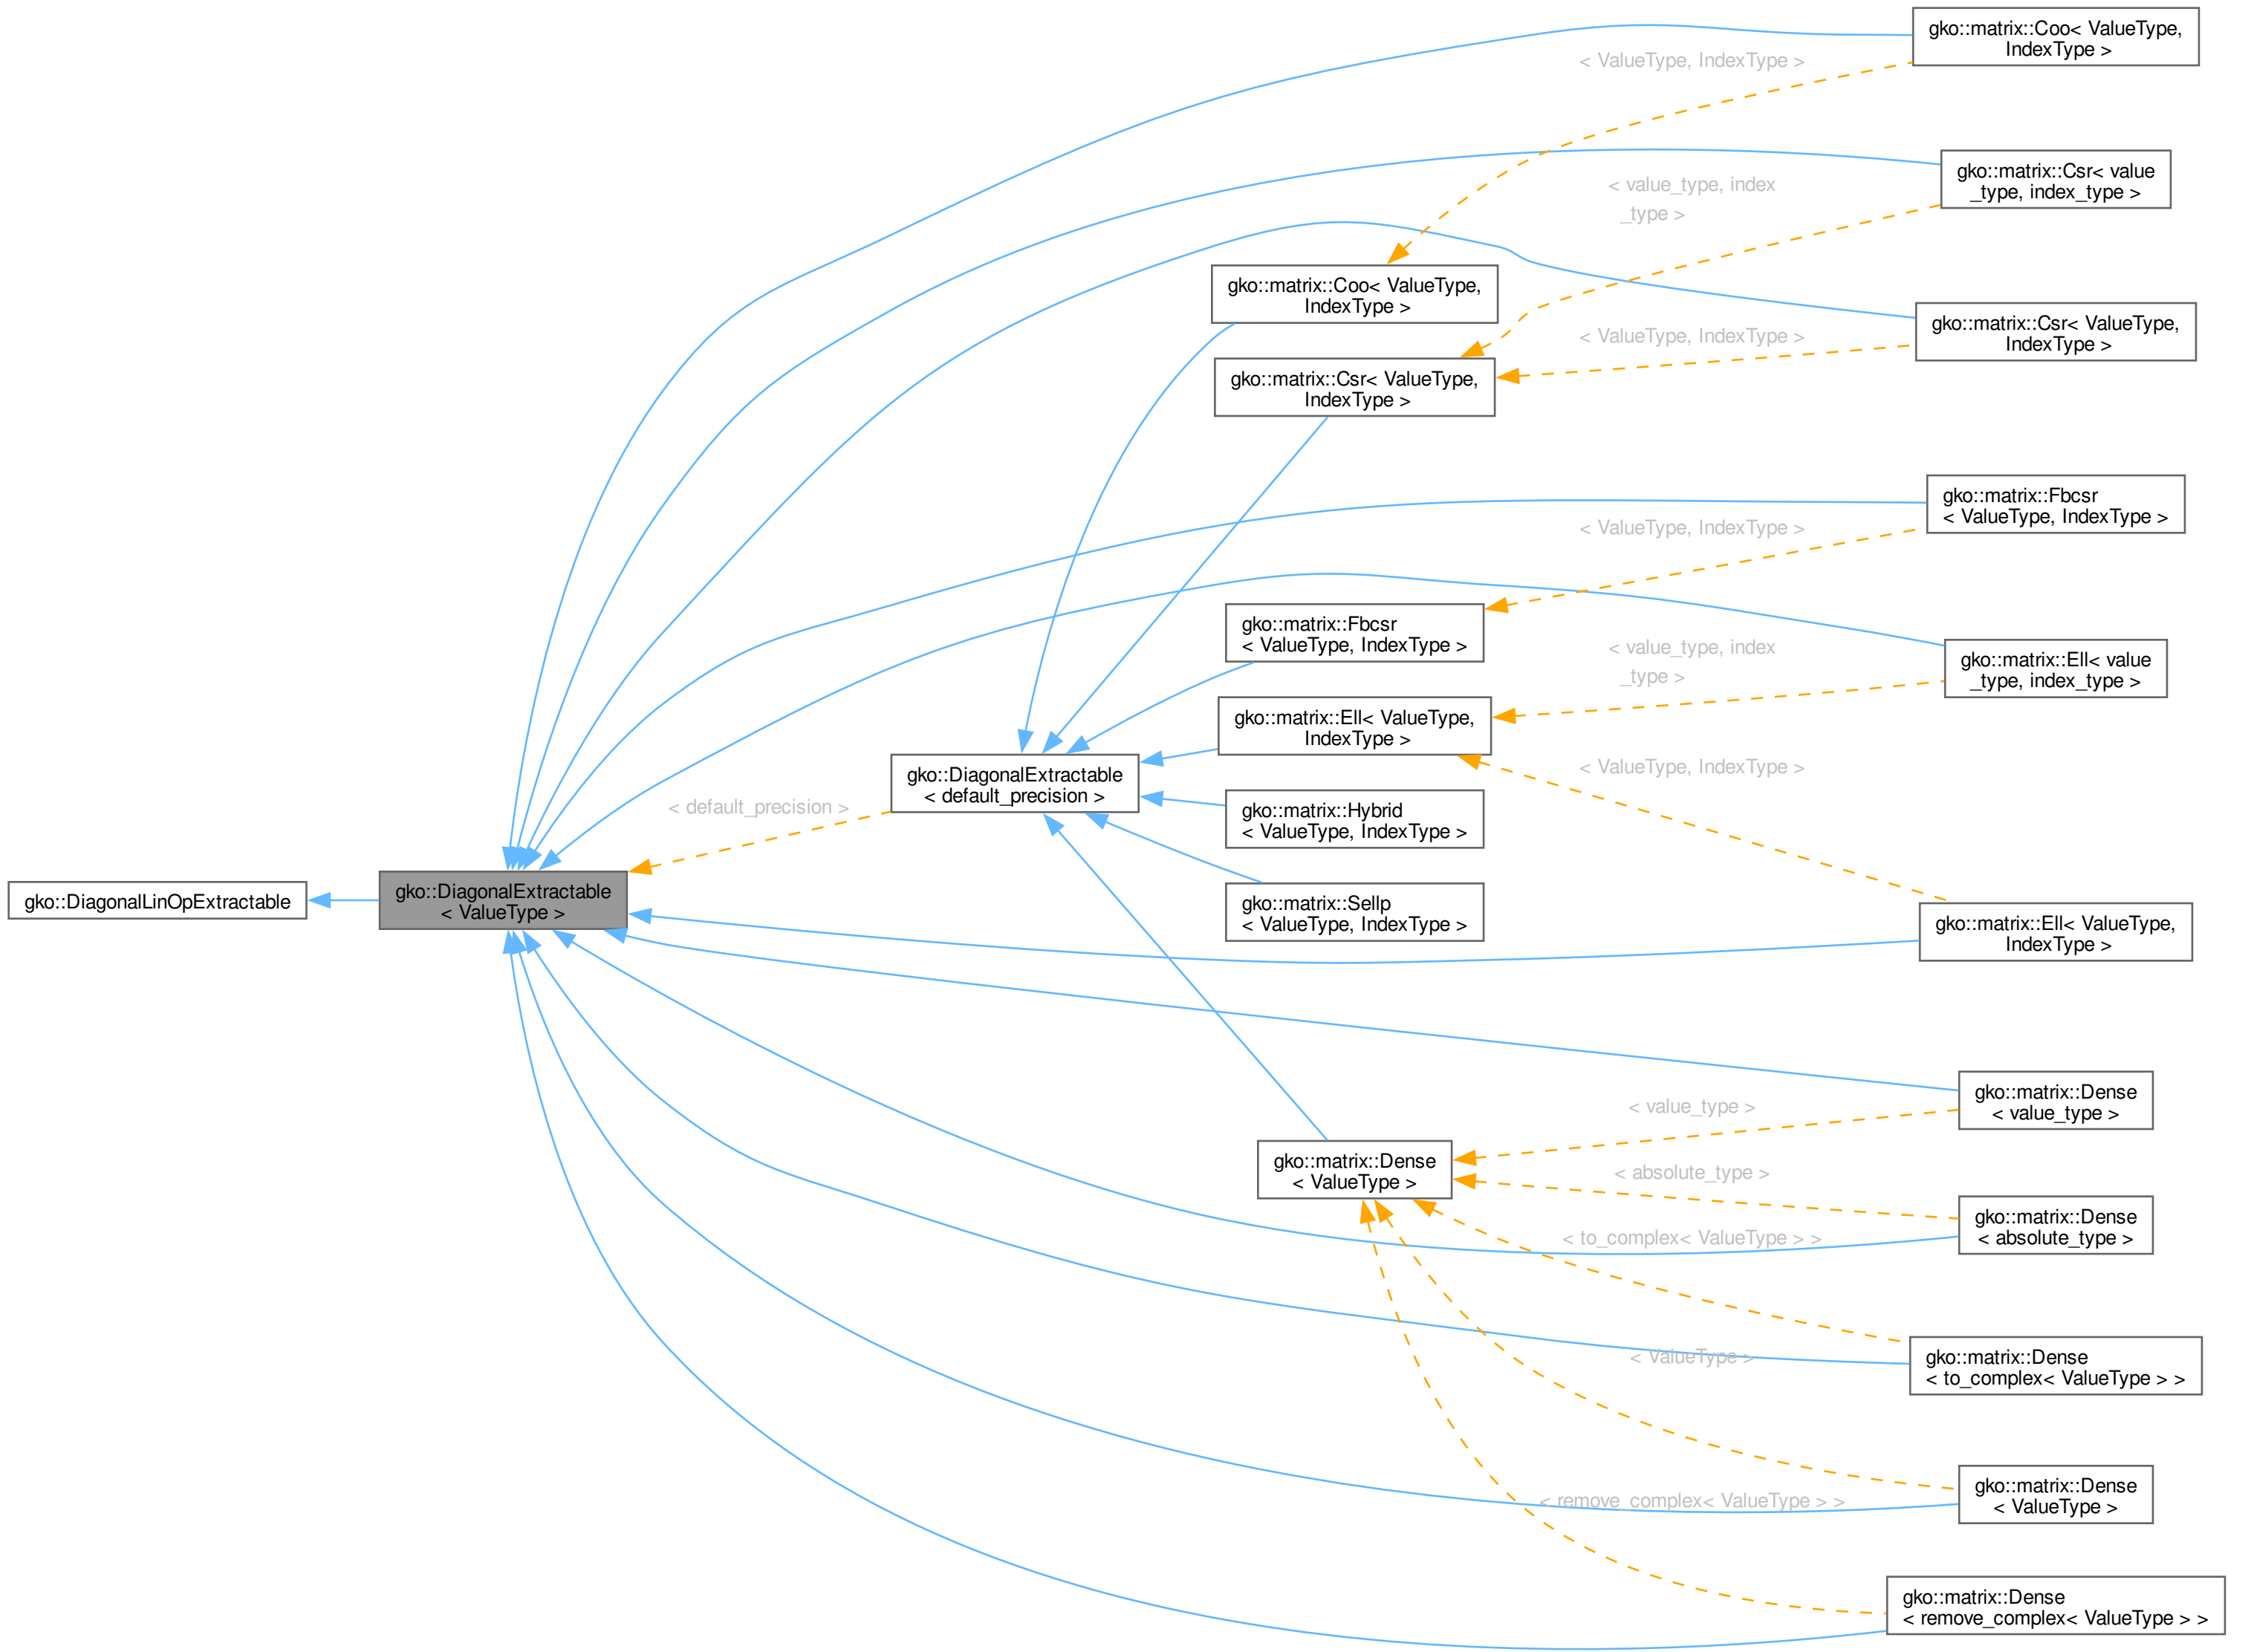 gko::matrix::Coo< ValueType,
IndexType >
< ValueType, IndexType >
gko::matrix::Csr< value
_type, index_type >
< value_type, index
_type >
gko::matrix::Coo< ValueType,
IndexType >
gko::matrix::Csr< ValueType,
IndexType >
< ValueType, IndexType >
gko::matrix::Csr< ValueType,
IndexType >
gko::matrix::Fbcsr
< ValueType, IndexType >
< ValueType, IndexType >
gko::matrix::Fbcsr
< ValueType, IndexType >
< value_type, index
_type >
gko::matrix::Ell< value
_type, index_type >
gko::matrix::Ell< ValueType,
IndexType >
< ValueType, IndexType >
gko::DiagonalExtractable
< default_precision >
< default_precision >
gko::matrix::Hybrid
< ValueType, IndexType >
gko::DiagonalLinOpExtractable
gko::DiagonalExtractable
< ValueType >
gko::matrix::Sellp
< ValueType, IndexType >
gko::matrix::Ell< ValueType,
IndexType >
gko::matrix::Dense
< value_type >
< value_type >
gko::matrix::Dense
< ValueType >
< absolute_type >
gko::matrix::Dense
< absolute_type >
< to_complex< ValueType > >
gko::matrix::Dense
< to_complex< ValueType > >
< ValueType >
gko::matrix::Dense
< ValueType >
< remove_complex< ValueType > >
gko::matrix::Dense
< remove_complex< ValueType > >